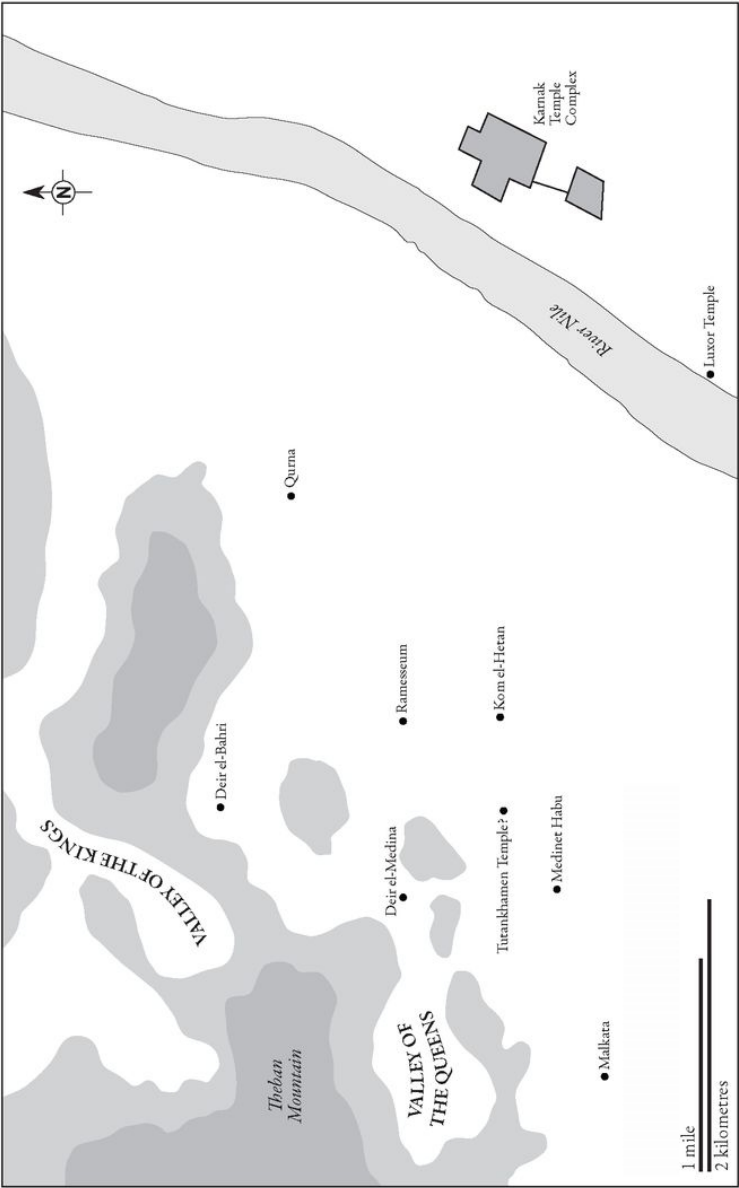 N
Karnak
Temple
Complex
River Nile
Luxor Temple
Qurna
VALLEY OF THE KINGS
Deir el-Bahri
Ramesseum
Kom el-Hetan
Deir el-Medina
Tutankhamen Temple?
Medinet Habu
Theban
Mountain
VALLEY OF
THE QUEENS
Malkata
1 mile
2 kilometres